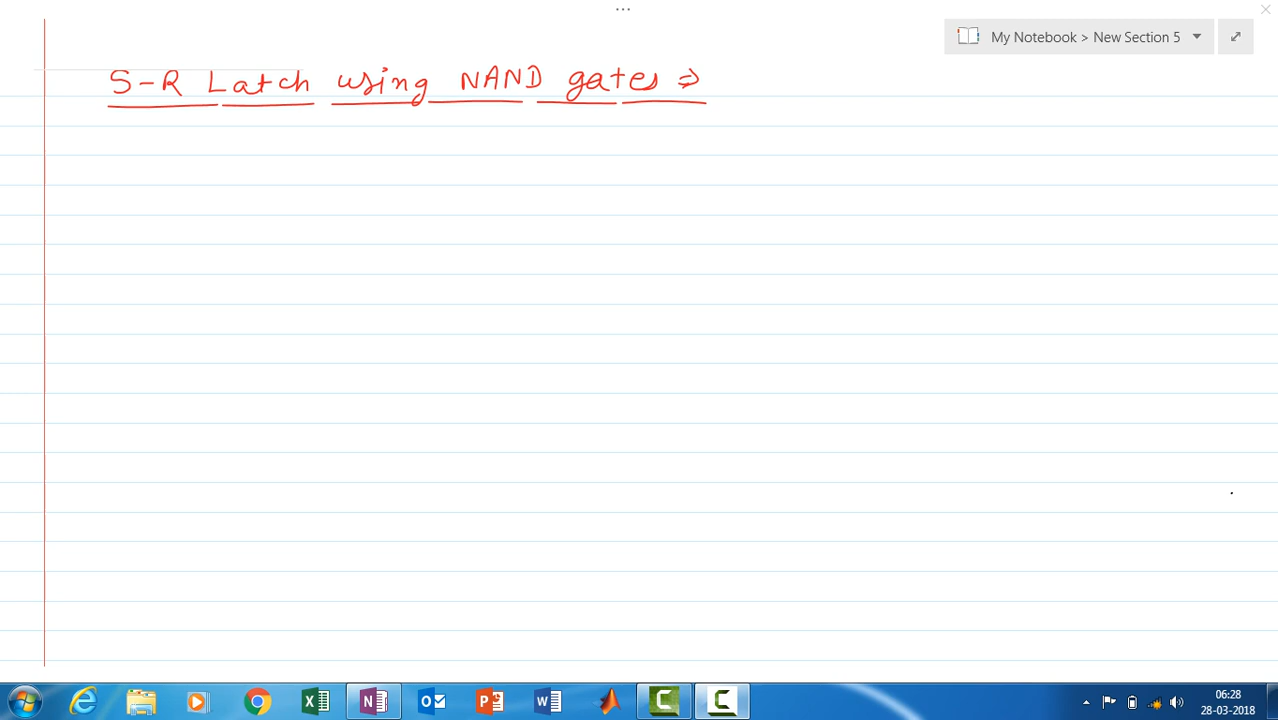 ...
My Notebook > New Section 5
S-R Latch using NAND gates ⇒
06:28
28-03-2018